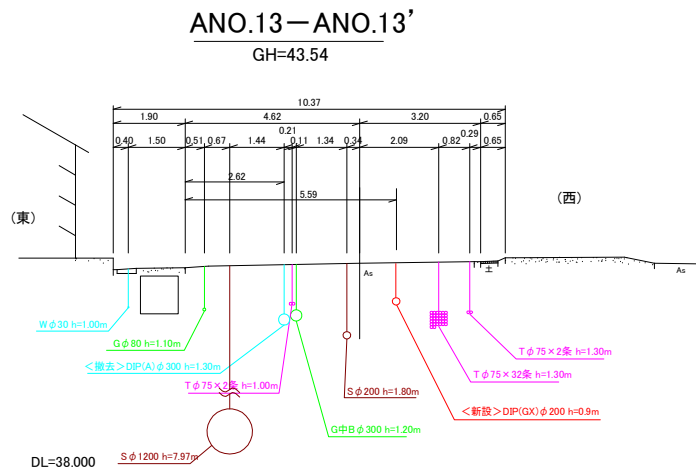 ANO.13－ANO.13’
GH=43.54
10.37
1.90 4.62 3.20 0.65
0.21 0.29
0.40 1.50 0.51 0.67 1.44 0.11 1.34 0.34 2.09 0.82 0.65
2.62
5.59
(東) (西)
As 土 As
Wφ30 h=1.00m
Gφ80 h=1.10m
＜撤去＞DIP(A)φ300 h=1.30m
Tφ75×2条 h=1.00m
Sφ200 h=1.80m
Tφ75×2条 h=1.30m
Tφ75×32条 h=1.30m
＜新設＞DIP(GX)φ200 h=0.9m
G中Bφ300 h=1.20m
Sφ1200 h=7.97m
DL=38.000